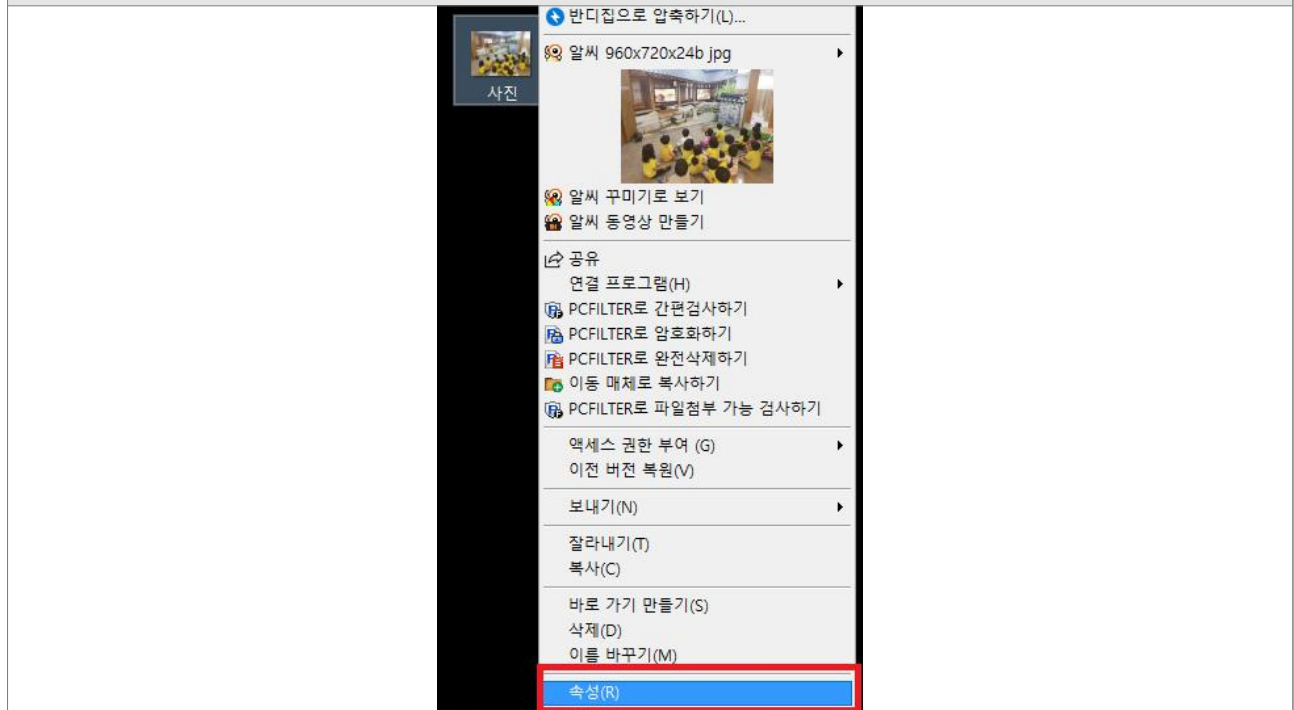 반디집으로 압축하기(L)...
알씨 960x720x24b jpg
사진
알씨 꾸미기로 보기
알씨 동영상 만들기
공유
연결 프로그램(H)
PCFILTER로 간편검사하기
PCFILTER로 암호화하기
PCFILTER로 완전삭제하기
이동 매체로 복사하기
PCFILTER로 파일첨부 가능 검사하기
액세스 권한 부여 (G)
이전 버전 복원(V)
보내기(N)
잘라내기(T)
복사(C)
바로 가기 만들기(S)
삭제(D)
이름 바꾸기(M)
속성(R)